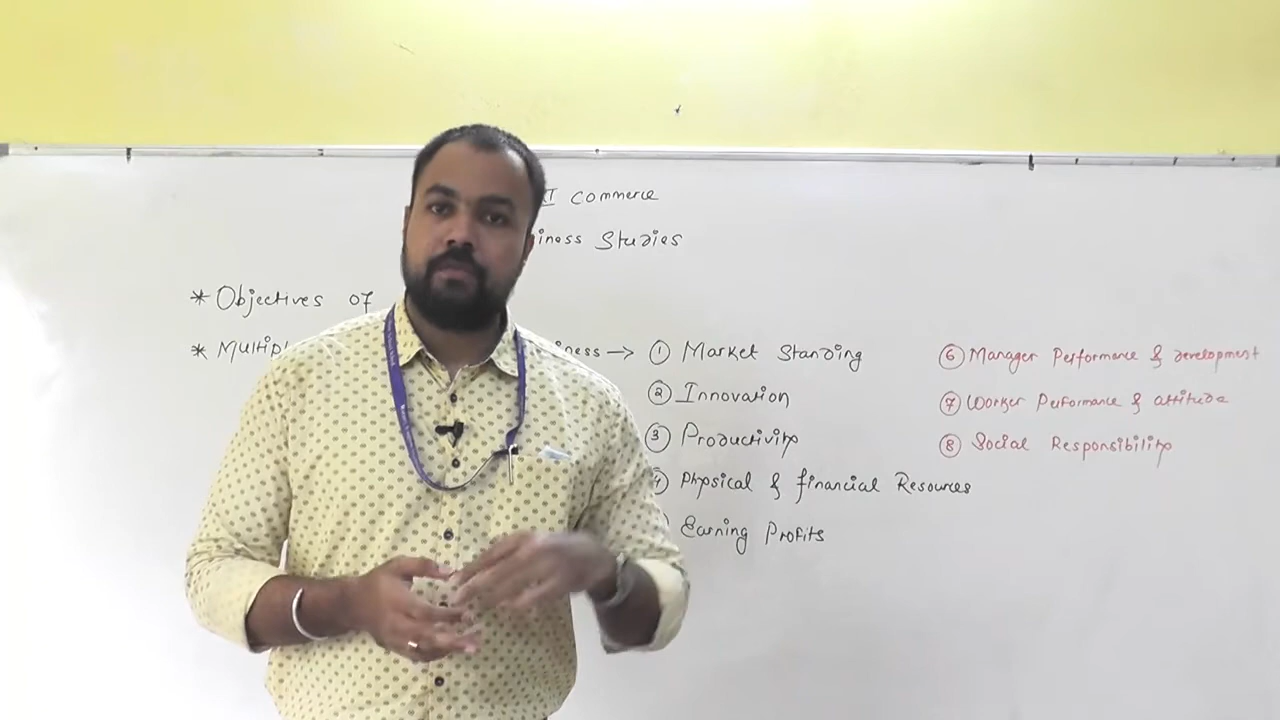 I Commerce
iness Studies
* Objectives of
* Multipl iness → ① Market Standing
② Innovation
③ Productivity
④ Physical & financial Resources
Earning Profits
⑥ Manager Performance & development
⑦ Worker Performance & attitude
⑧ Social Responsibility